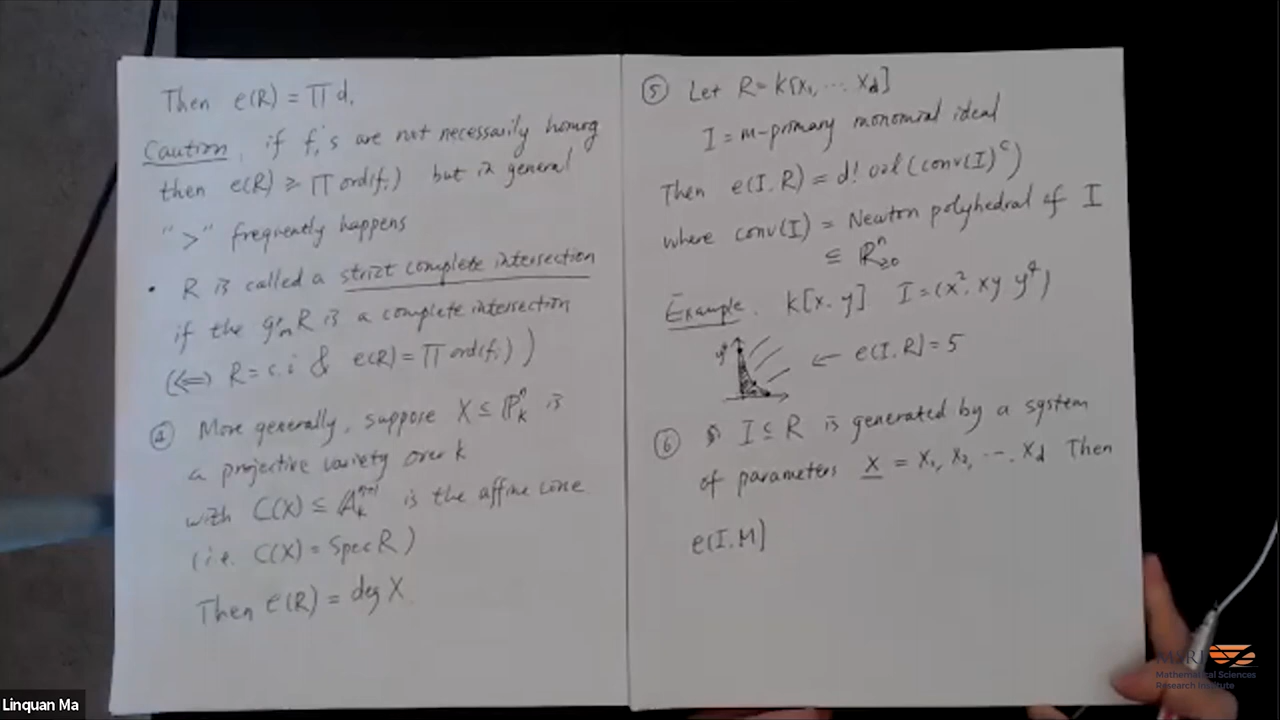 Then e(R) = ∏ dᵢ
Caution, if fᵢ's are not necessarily homog
then e(R) ≥ ∏ ord(fᵢ) but in general
">" frequently happens
• R is called a strict complete intersection
if the grₘR is a complete intersection
(⟺ R = c.i & e(R) = ∏ ord(fᵢ))
④ More generally, suppose X ⊆ ℙⁿₖ is
a projective variety over k
with C(X) ⊆ 𝔸ⁿ⁺¹ₖ is the affine cone
(i.e. C(X) = Spec R)
Then e(R) = deg X
⑤ Let R = k[x₁, ... x_d]
I = m-primary monomial ideal
Then e(I, R) = d! vol(conv(I)ᶜ)
where conv(I) = Newton polyhedral of I
⊆ ℝⁿ≥0
Example. k[x, y] I = (x², xy, y⁴)
y⁴
← e(I, R) = 5
⑥ I ⊆ R is generated by a system
of parameters x = x₁, x₂, ... x_d Then
e(I, M)
Linquan Ma
MSRI
Mathematical Sciences
Research Institute